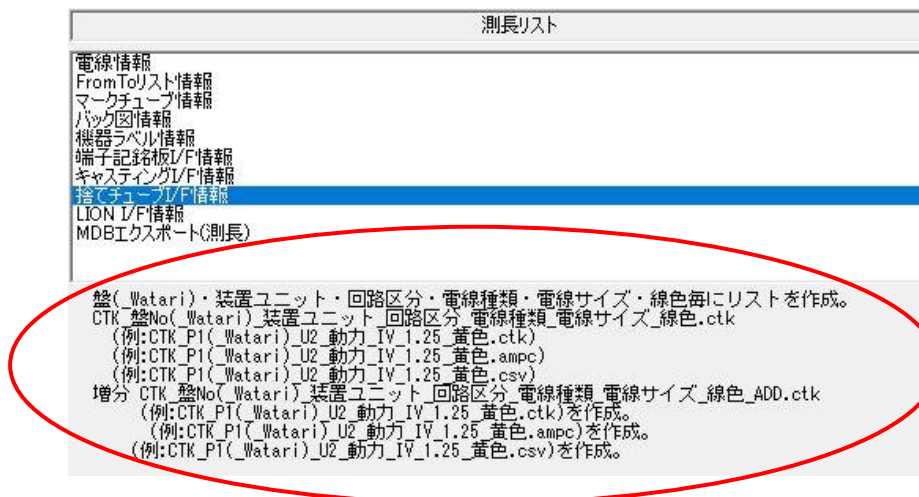 測長リスト
電線情報
FromToリスト情報
マークチューブ情報
バック図情報
機器ラベル情報
端子記銘板I/F情報
キャスティングI/F情報
捨てチューブI/F情報
LION I/F情報
MDBエクスポート(測長)
盤(_Watari)・装置ユニット・回路区分・電線種類・電線サイズ・線色毎にリストを作成。
CTK_盤No(_Watari)_装置ユニット_回路区分_電線種類_電線サイズ_線色.ctk
(例:CTK_P1(_Watari)_U2_動力_IV_1.25_黄色.ctk)
(例:CTK_P1(_Watari)_U2_動力_IV_1.25_黄色.ampc)
(例:CTK_P1(_Watari)_U2_動力_IV_1.25_黄色.csv)
増分 CTK_盤No(_Watari)_装置ユニット_回路区分_電線種類_電線サイズ_線色_ADD.ctk
(例:CTK_P1(_Watari)_U2_動力_IV_1.25_黄色.ctk)を作成。
(例:CTK_P1(_Watari)_U2_動力_IV_1.25_黄色.ampc)を作成。
(例:CTK_P1(_Watari)_U2_動力_IV_1.25_黄色.csv)を作成。